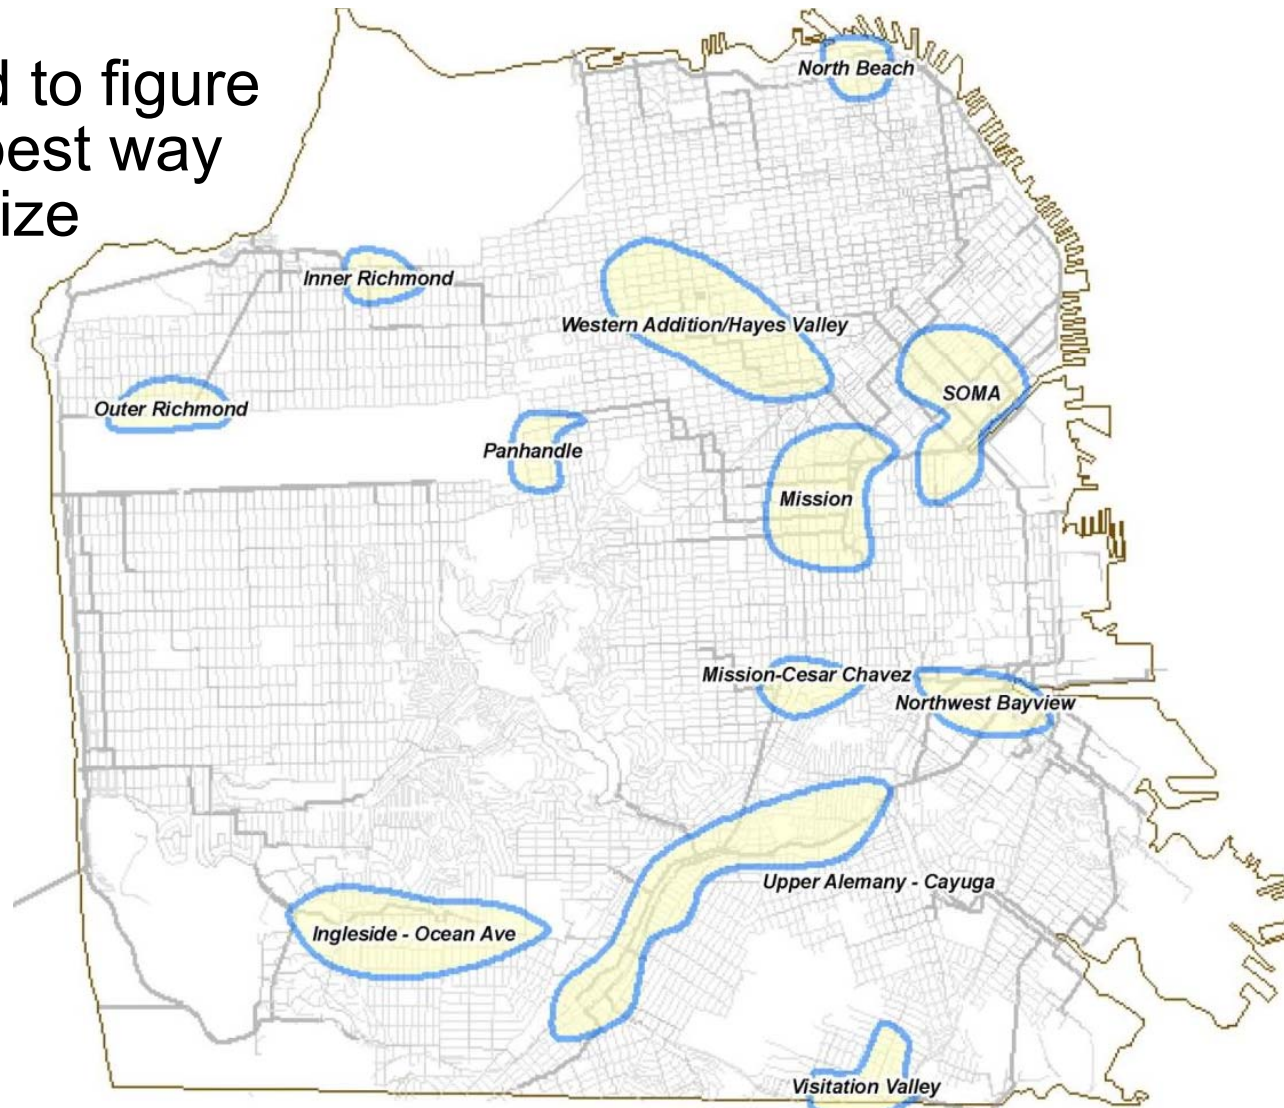 to figure
best way
North Beach
Inner Richmond
Western Addition/Hayes Valley
SOMA
Outer Richmond
Panhandle
Mission
Mission-Cesar Chavez
Northwest Bayview
Upper Alemany - Cayuga
Ingleside - Ocean Ave
Visitation Valley